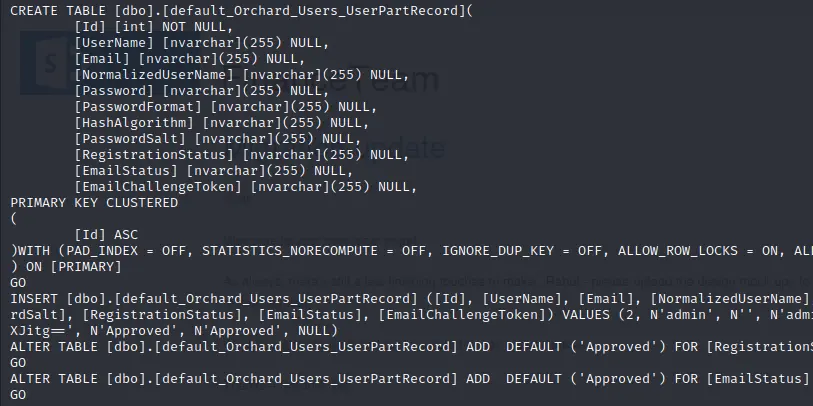 CREATE TABLE [dbo].[default_Orchard_Users_UserPartRecord](
[Id] [int] NOT NULL,
[UserName] [nvarchar](255) NULL,
[Email] [nvarchar](255) NULL,
[NormalizedUserName] [nvarchar](255) NULL,
[Password] [nvarchar](255) NULL,
[PasswordFormat] [nvarchar](255) NULL,
[HashAlgorithm] [nvarchar](255) NULL,
[PasswordSalt] [nvarchar](255) NULL,
[RegistrationStatus] [nvarchar](255) NULL,
[EmailStatus] [nvarchar](255) NULL,
[EmailChallengeToken] [nvarchar](255) NULL,
PRIMARY KEY CLUSTERED
(
[Id] ASC
)WITH (PAD_INDEX = OFF, STATISTICS_NORECOMPUTE = OFF, IGNORE_DUP_KEY = OFF, ALLOW_ROW_LOCKS = ON, AL
) ON [PRIMARY]
GO
INSERT [dbo].[default_Orchard_Users_UserPartRecord] ([Id], [UserName], [Email], [NormalizedUserName]
rdSalt], [RegistrationStatus], [EmailStatus], [EmailChallengeToken]) VALUES (2, N'admin', N'', N'adm
XJitg==', N'Approved', N'Approved', NULL)
ALTER TABLE [dbo].[default_Orchard_Users_UserPartRecord] ADD  DEFAULT ('Approved') FOR [Registration
GO
ALTER TABLE [dbo].[default_Orchard_Users_UserPartRecord] ADD  DEFAULT ('Approved') FOR [EmailStatus]
GO